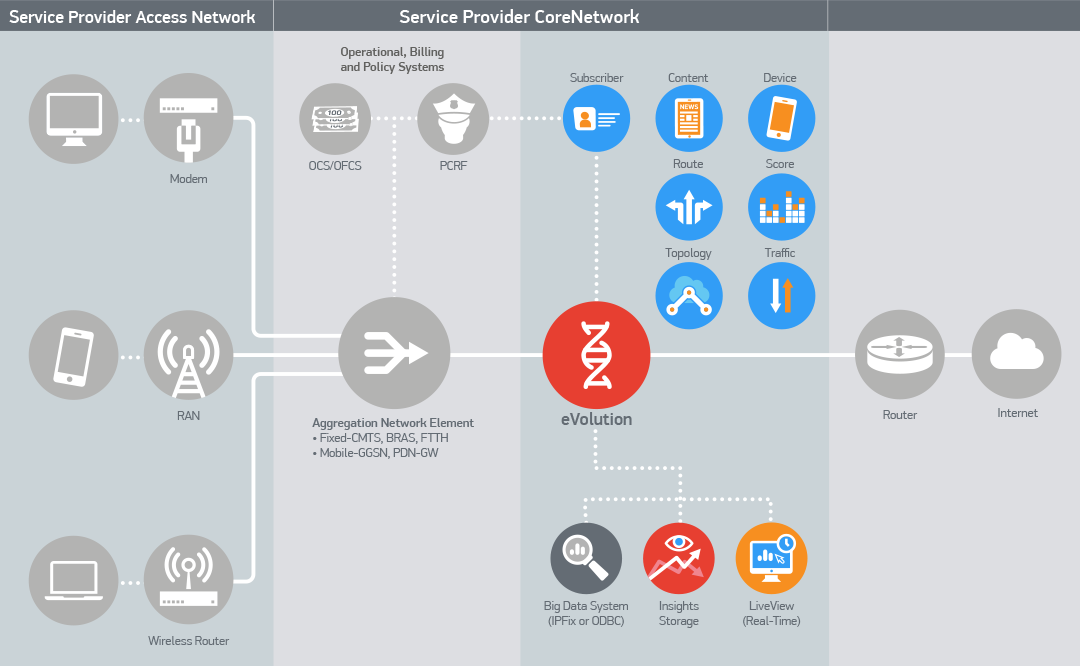 Service Provider Access Network
Service Provider CoreNetwork
Operational, Billing
and Policy Systems
Subscriber
Content
Device
100
100
100
NEWS
Modem
OCS/OFCS
PCRF
Route
Score
Topology
Traffic
RAN
Aggregation Network Element
• Fixed-CMTS, BRAS, FTTH
• Mobile-GGSN, PDN-GW
eVolution
Router
Internet
Wireless Router
Big Data System
(IPFix or ODBC)
Insights
Storage
LiveView
(Real-Time)